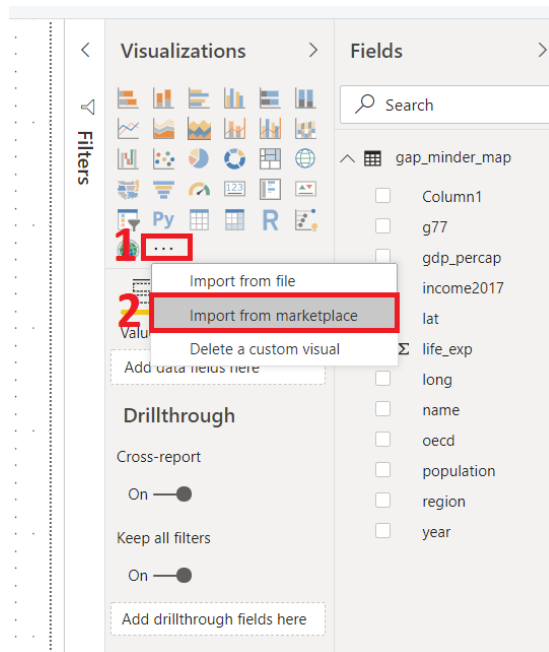 Visualizations
Fields
Search
Filters
gap_minder_map
Column1
g77
gdp_percap
income2017
lat
Σ life_exp
long
name
oecd
population
region
year
123
Py
R
1
...
Import from file
2
Import from marketplace
Delete a custom visual
Add data fields here
Drillthrough
Cross-report
On
Keep all filters
On
Add drillthrough fields here